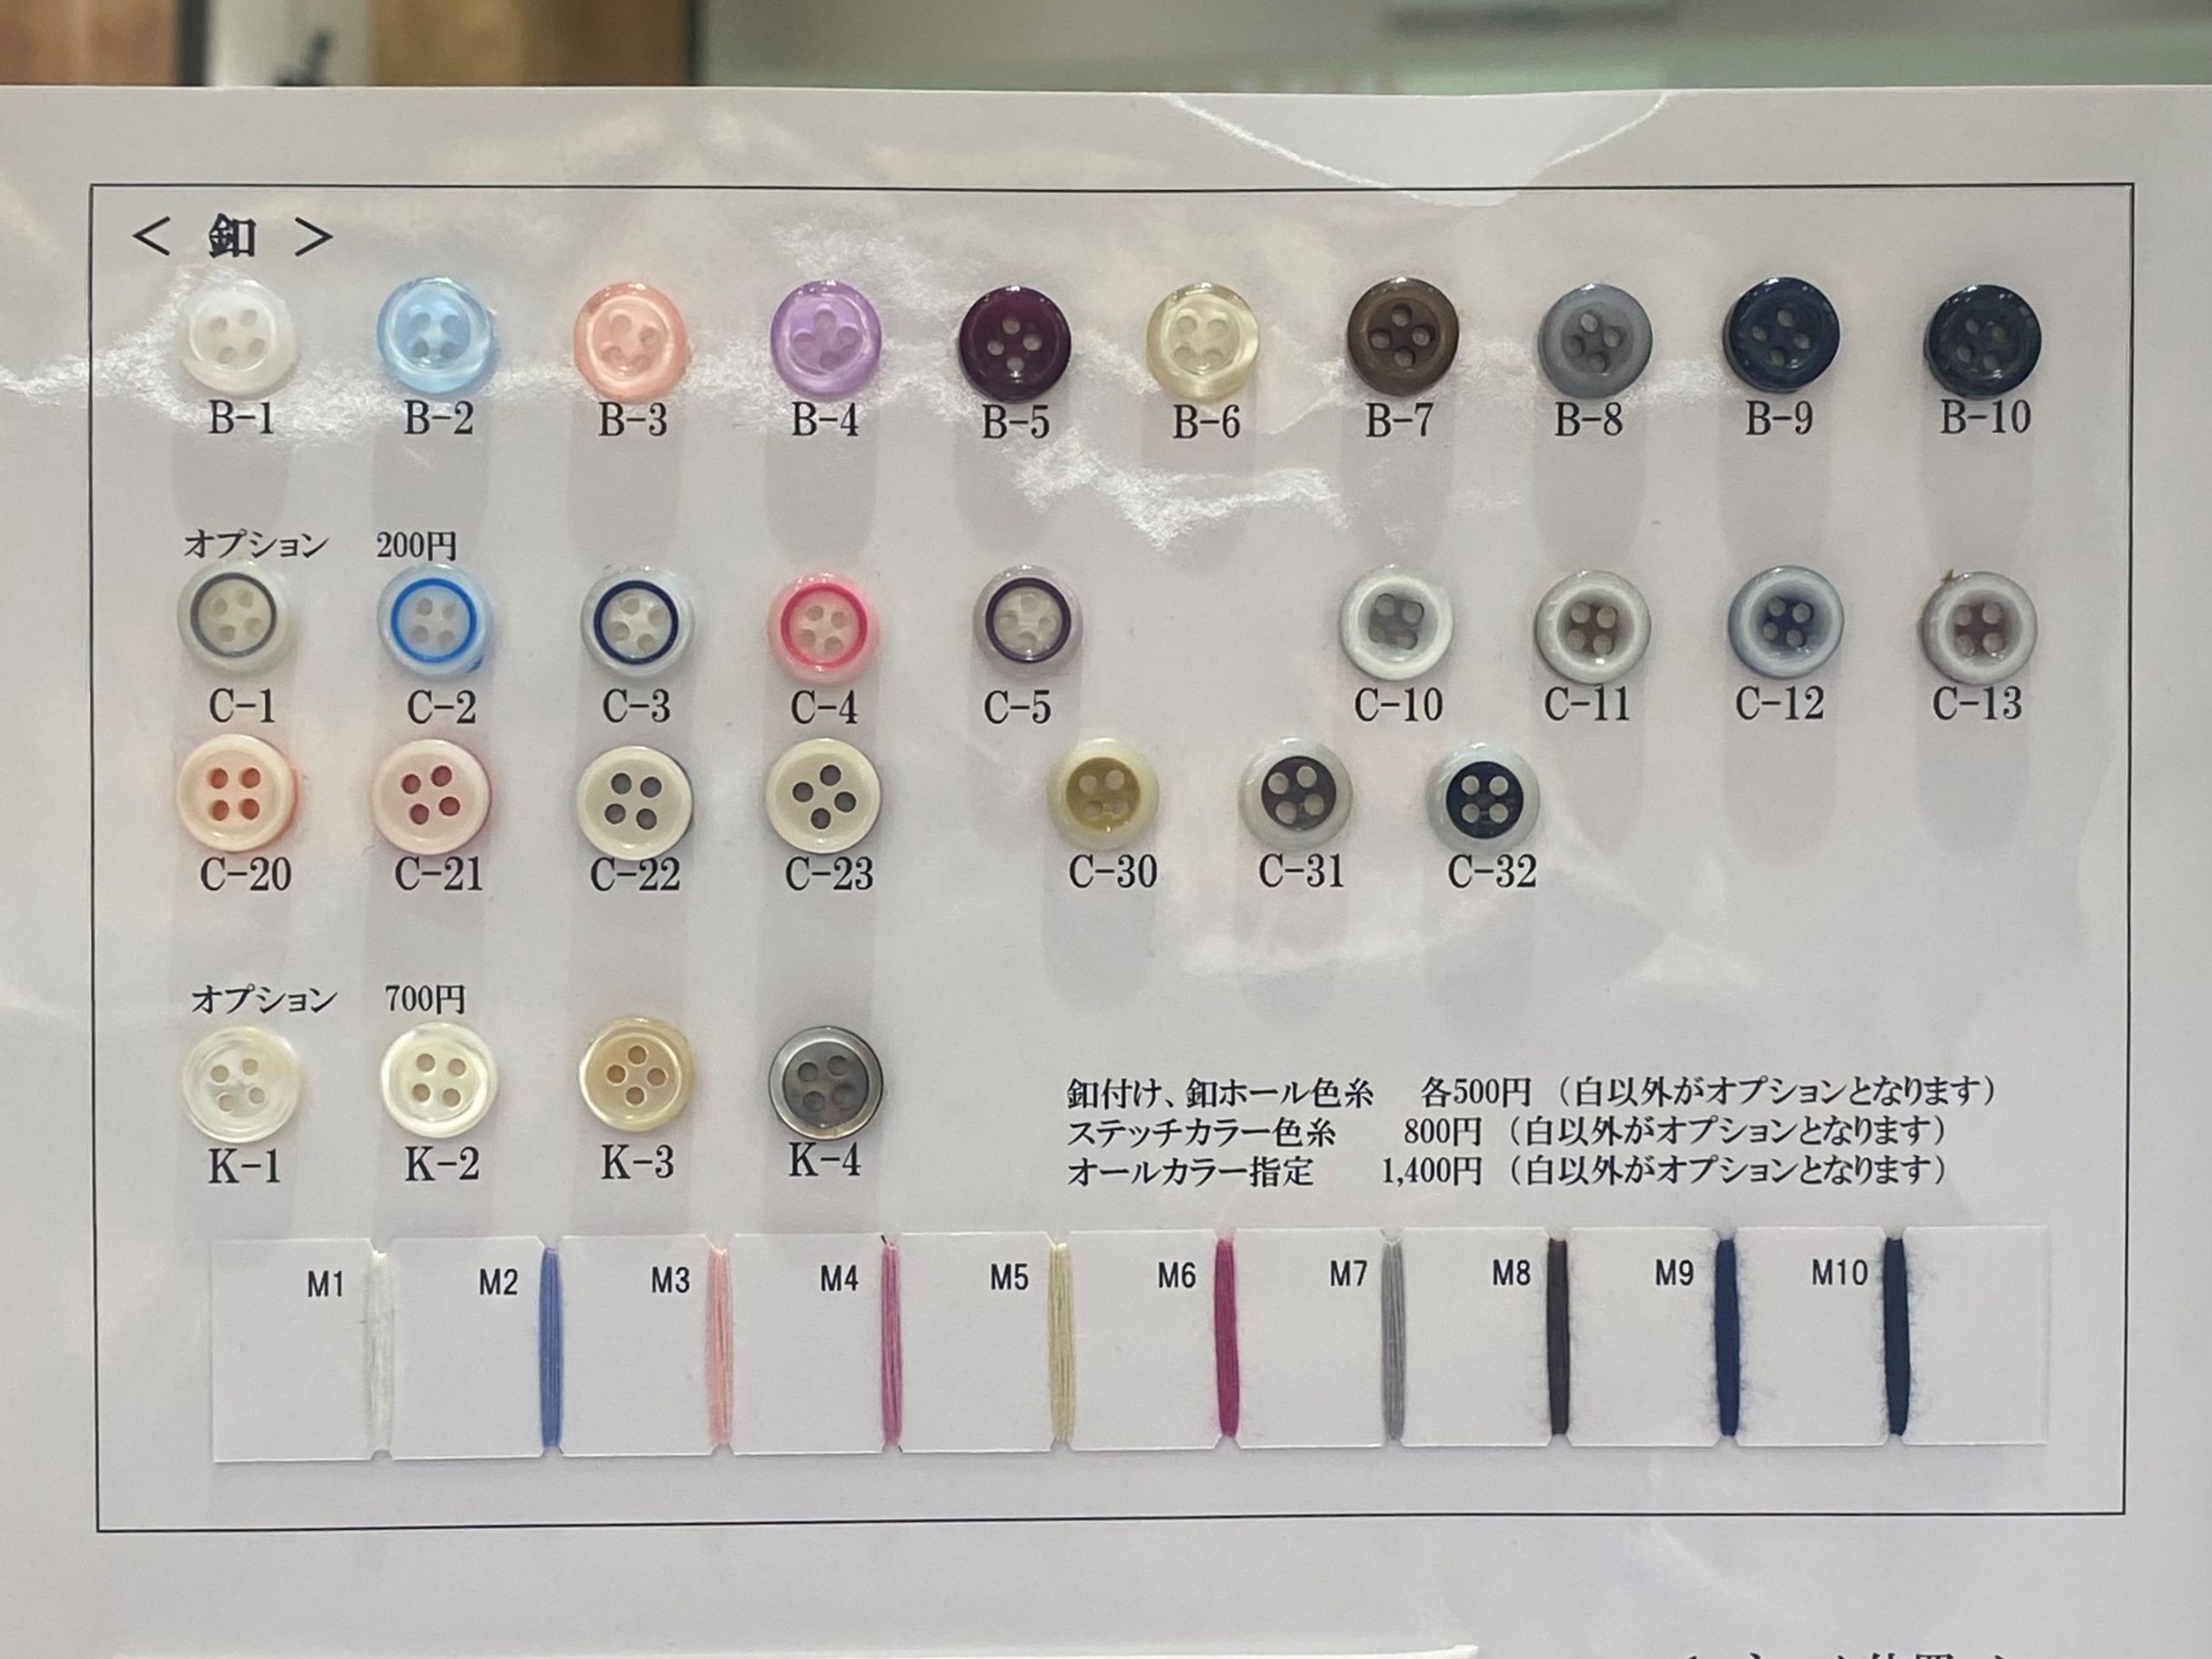 ＜ 釦 ＞
B-1 B-2 B-3 B-4 B-5 B-6 B-7 B-8 B-9 B-10
オプション 200円
C-1 C-2 C-3 C-4 C-5 C-10 C-11 C-12 C-13
C-20 C-21 C-22 C-23 C-30 C-31 C-32
オプション 700円
K-1 K-2 K-3 K-4
釦付け、釦ホール色糸 各500円 （白以外がオプションとなります）
ステッチカラー色糸 800円 （白以外がオプションとなります）
オールカラー指定 1,400円 （白以外がオプションとなります）
M1 M2 M3 M4 M5 M6 M7 M8 M9 M10